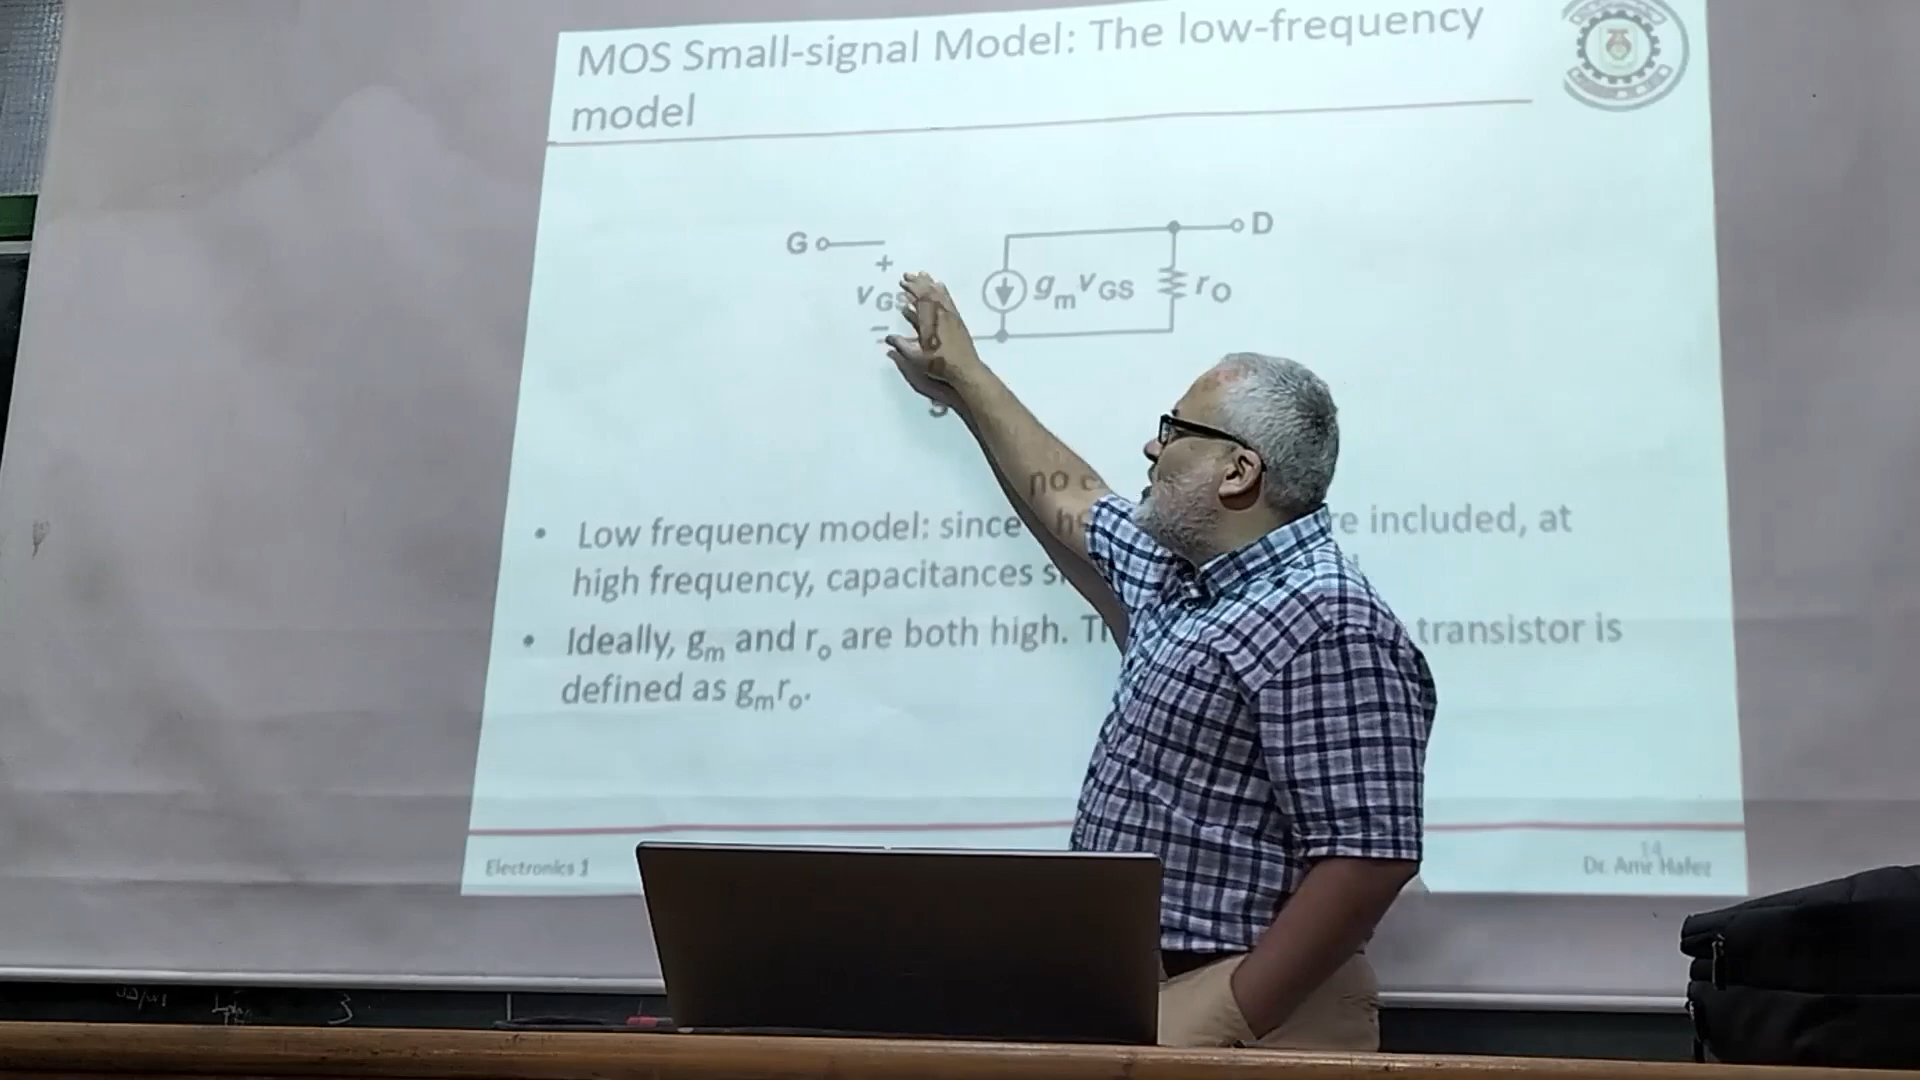 MOS Small-signal Model: The low-frequency
model
G
D
+
vGS
gmvGS
rO
−
S
no c
• Low frequency model: since included, at
high frequency, capacitances
• Ideally, gm and ro are both high. transistor is
defined as gmro.
Electronics 1
14
Dr. Amr Hafez